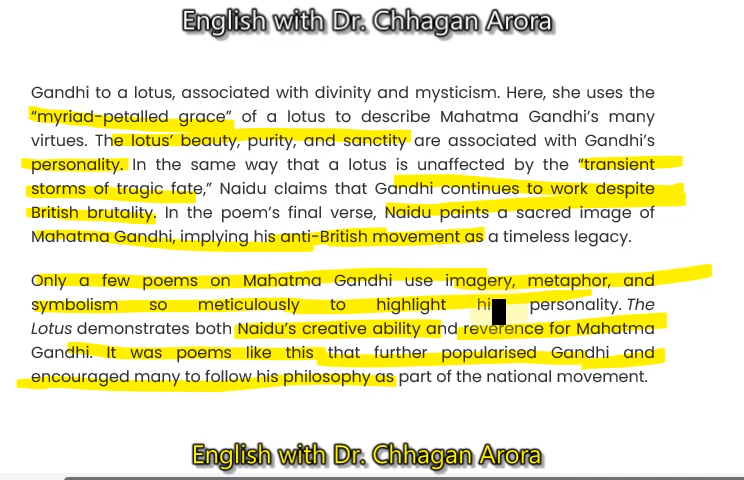 English with Dr. Chhagan Arora
Gandhi to a lotus, associated with divinity and mysticism. Here, she uses the
“myriad-petalled grace” of a lotus to describe Mahatma Gandhi’s many
virtues. The lotus’ beauty, purity, and sanctity are associated with Gandhi’s
personality. In the same way that a lotus is unaffected by the “transient
storms of tragic fate,” Naidu claims that Gandhi continues to work despite
British brutality. In the poem’s final verse, Naidu paints a sacred image of
Mahatma Gandhi, implying his anti-British movement as a timeless legacy.
Only a few poems on Mahatma Gandhi use imagery, metaphor, and
symbolism so meticulously to highlight personality. The
Lotus demonstrates both Naidu’s creative ability and reverence for Mahatma
Gandhi. It was poems like this that further popularised Gandhi and
encouraged many to follow his philosophy as part of the national movement.
English with Dr. Chhagan Arora